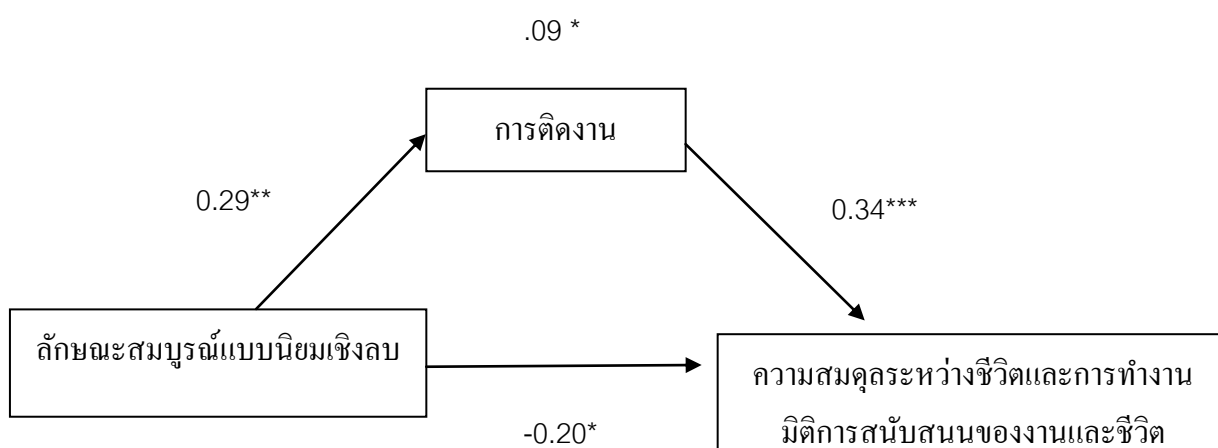 .09 *
การติดงาน
0.29**
0.34***
ลักษณะสมบูรณ์แบบนิยมเชิงลบ
ความสมดุลระหว่างชีวิตและการทำงาน
-0.20*
มิติการสนับสนนของงานและชีวิต